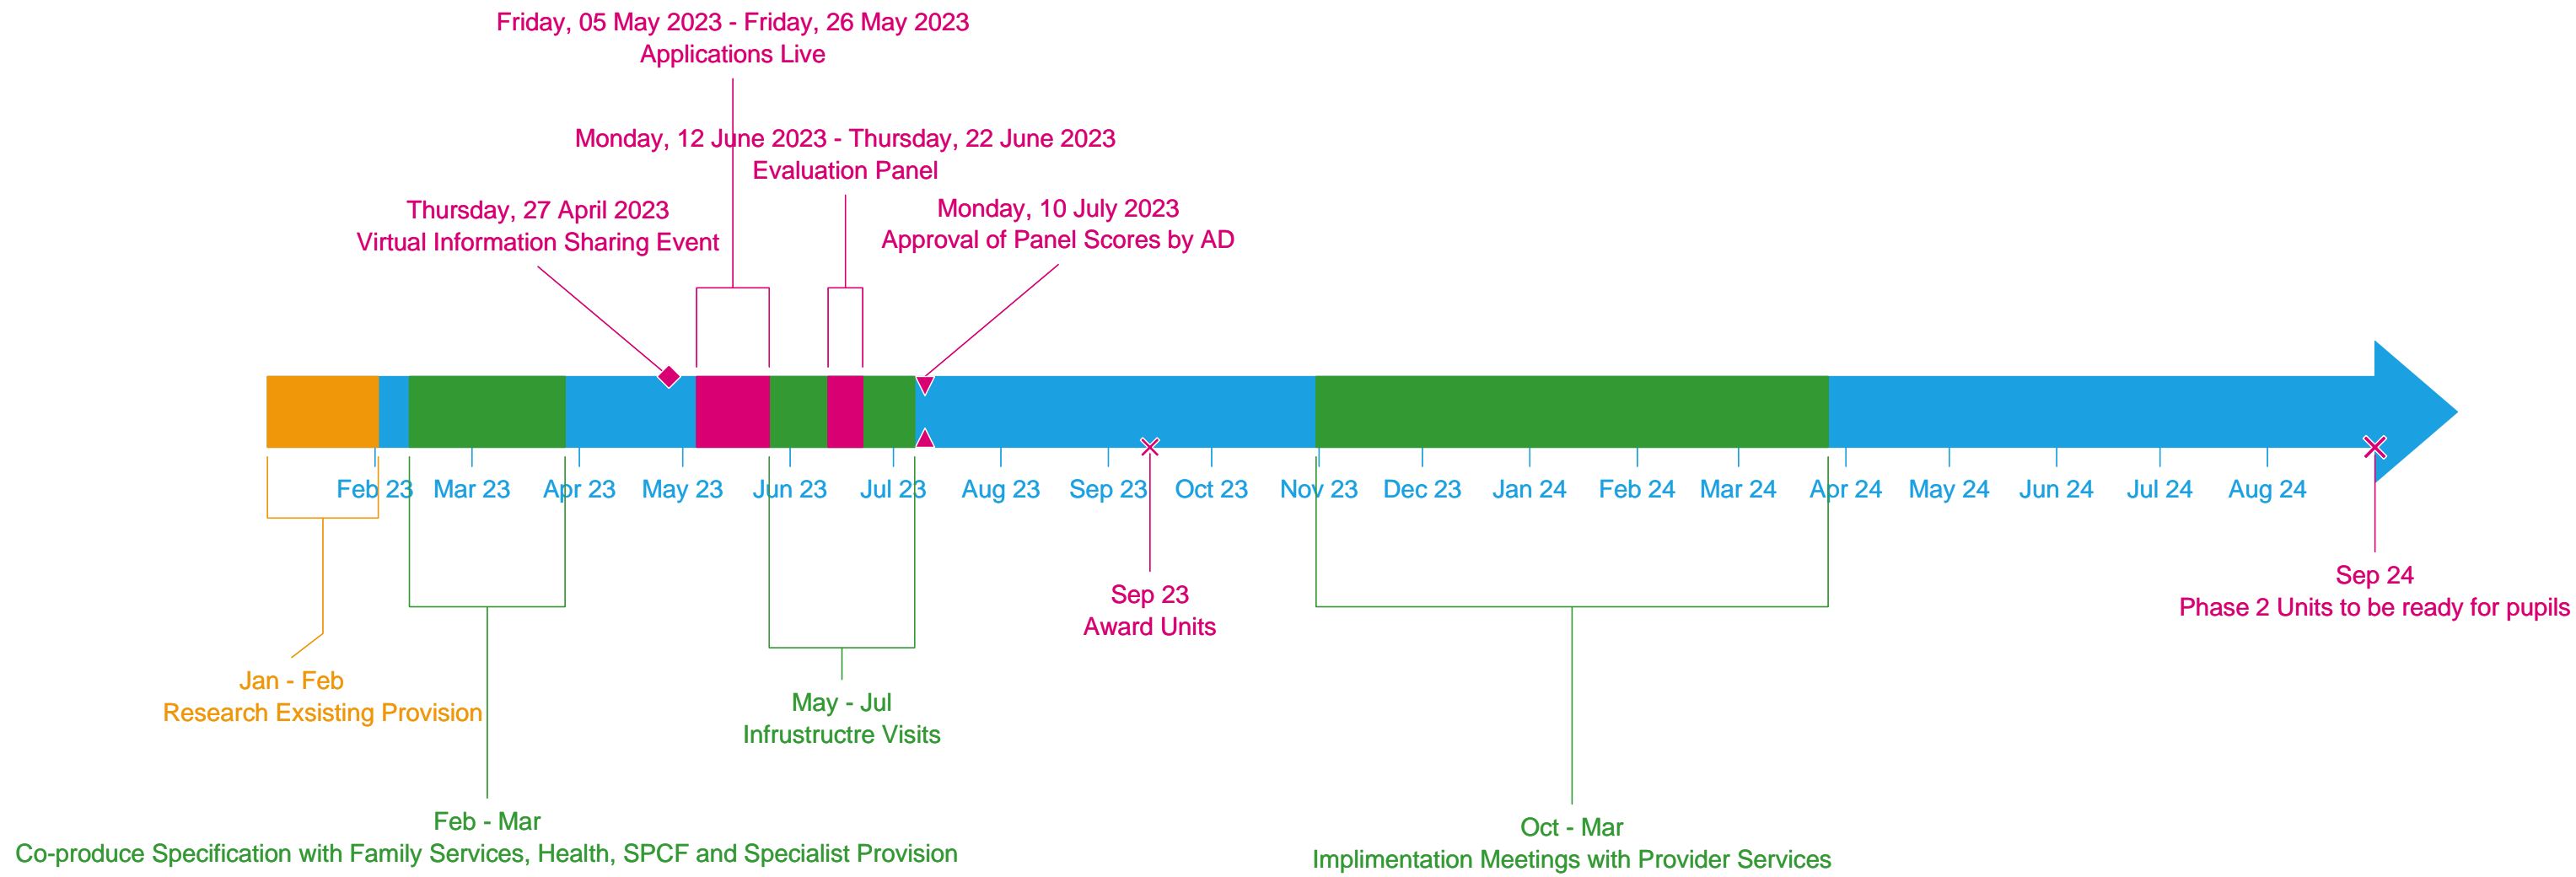 Friday, 05 May 2023 - Friday, 26 May 2023
Applications Live
Monday, 12 June 2023 - Thursday, 22 June 2023
Evaluation Panel
Thursday, 27 April 2023
Virtual Information Sharing Event
Monday, 10 July 2023
Approval of Panel Scores by AD
Feb 23 Mar 23 Apr 23 May 23 Jun 23 Jul 23 Aug 23 Sep 23 Oct 23 Nov 23 Dec 23 Jan 24 Feb 24 Mar 24 Apr 24 May 24 Jun 24 Jul 24 Aug 24
Sep 23
Award Units
Sep 24
Phase 2 Units to be ready for pupils
Jan - Feb
Research Exsisting Provision
May - Jul
Infrustructre Visits
Feb - Mar
Co-produce Specification with Family Services, Health, SPCF and Specialist Provision
Oct - Mar
Implimentation Meetings with Provider Services